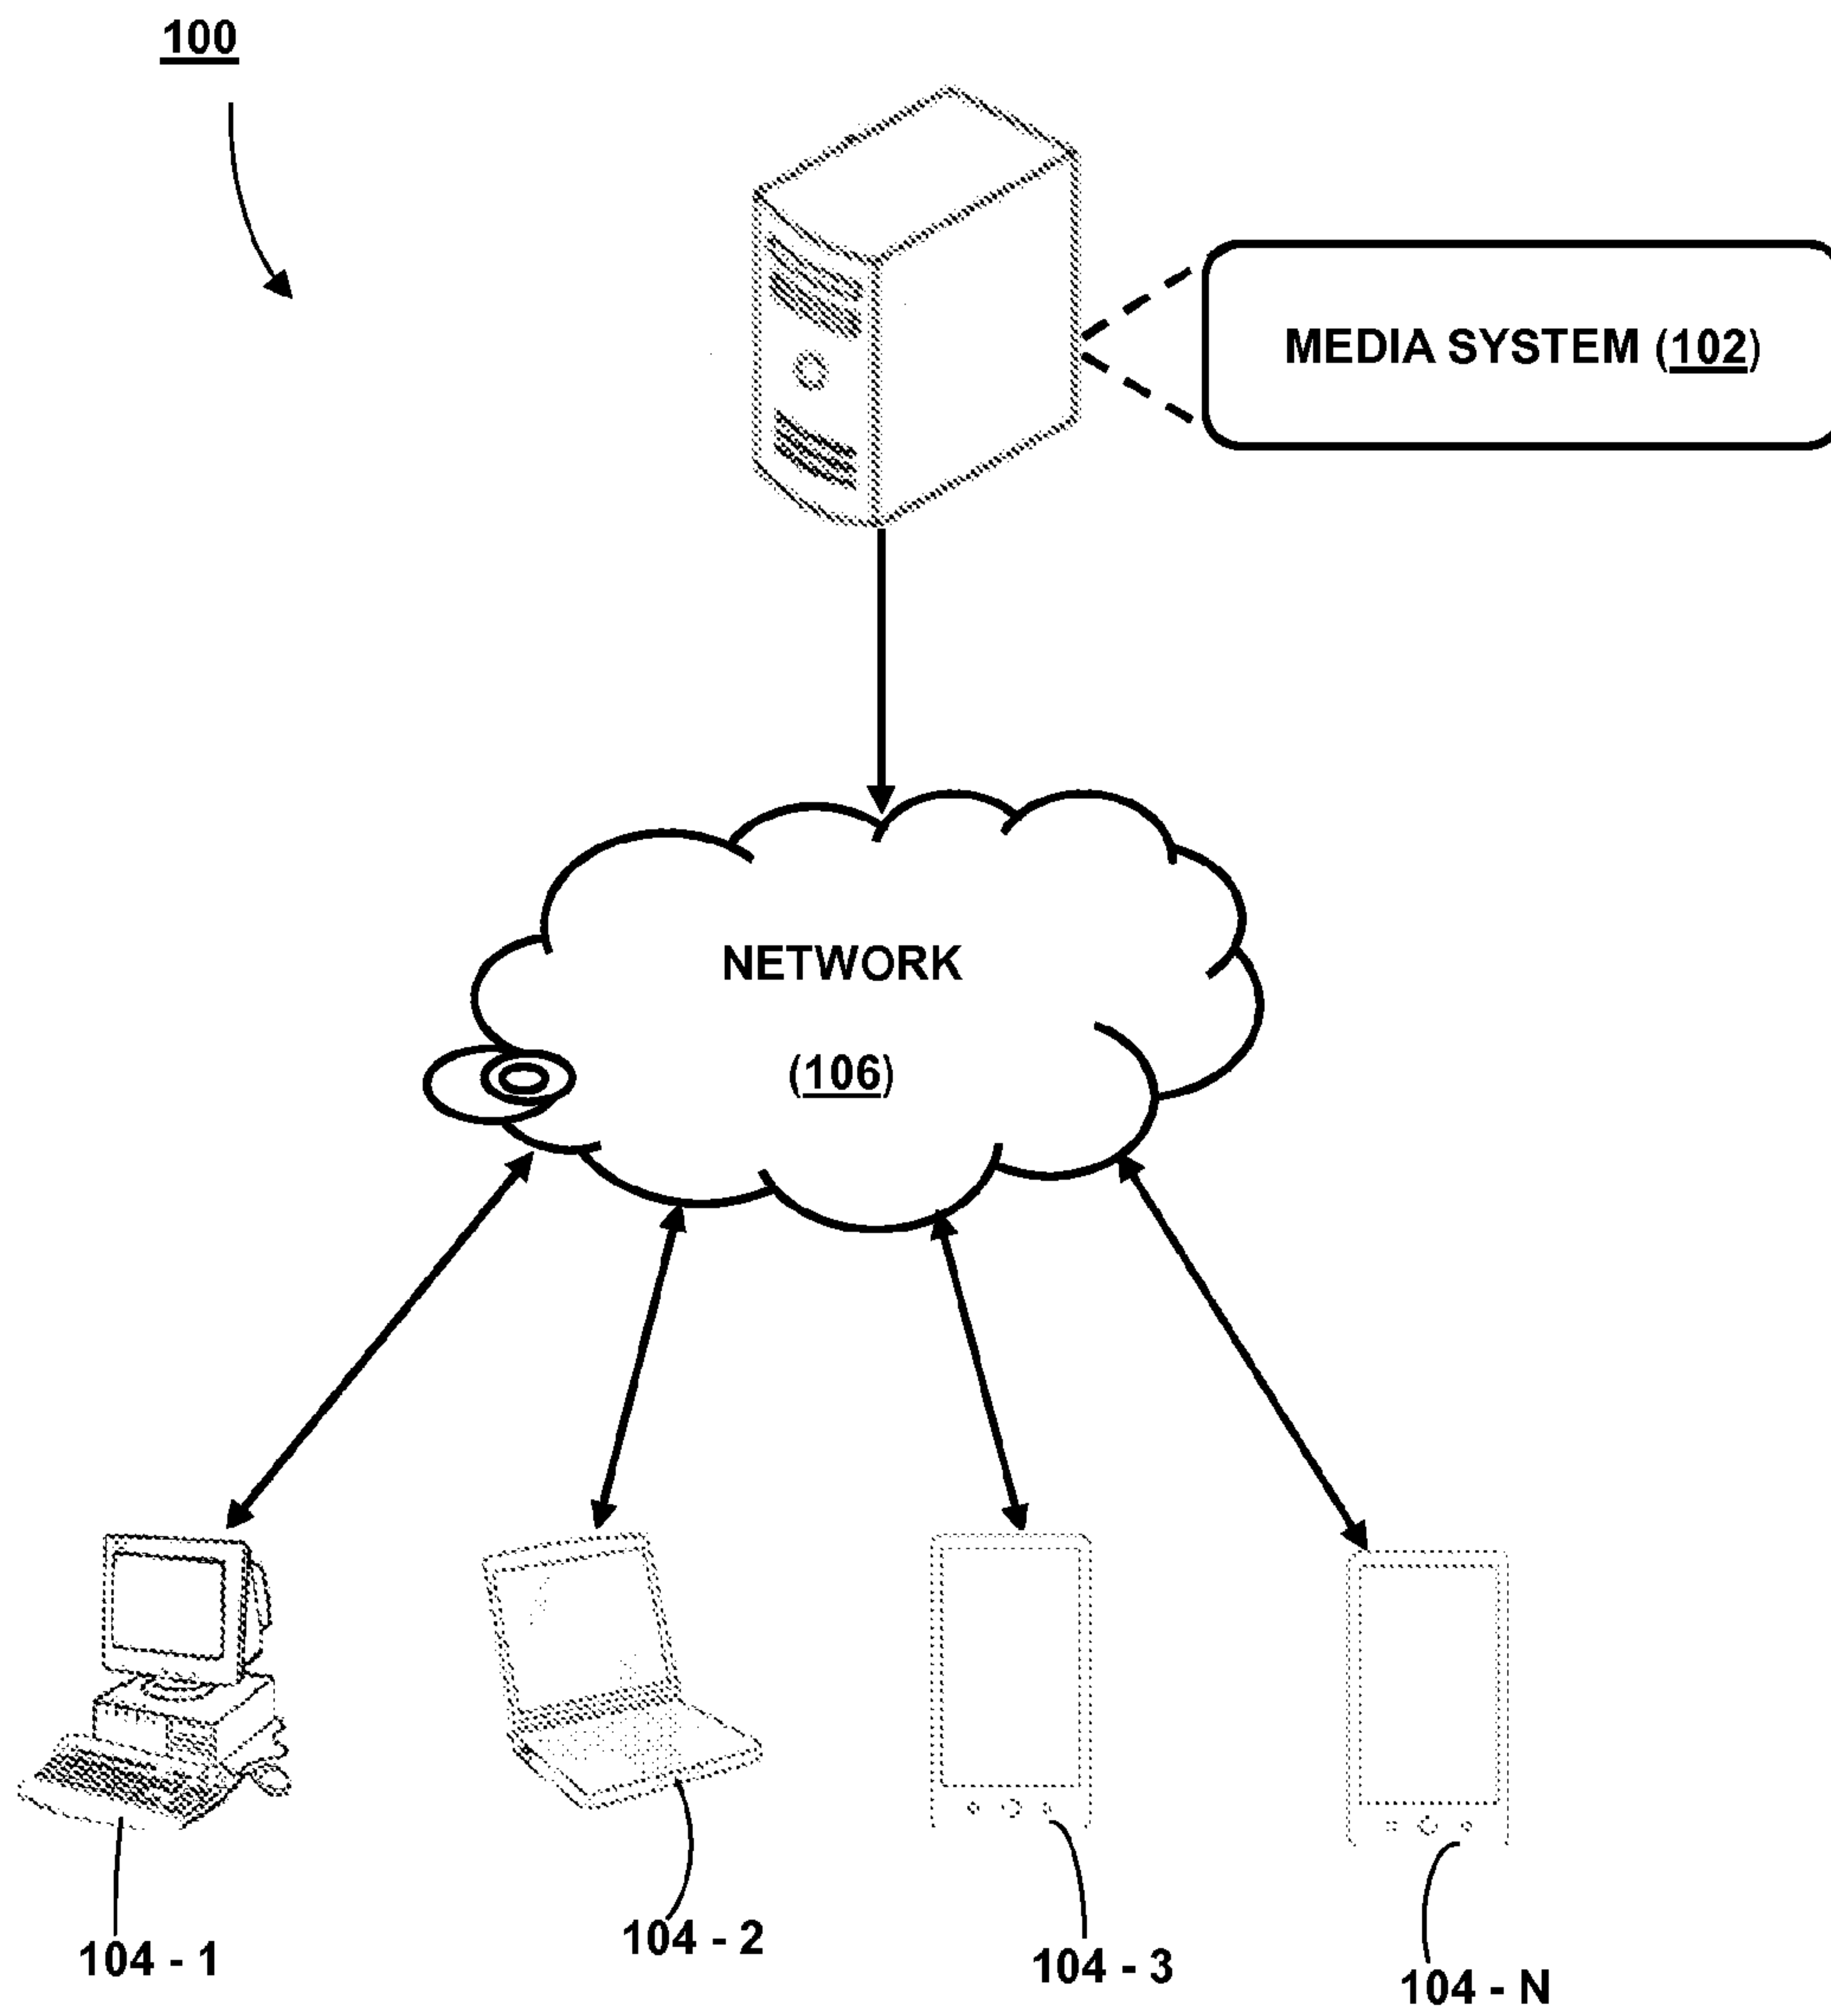 100
MEDIA SYSTEM (102)
NETWORK
(106)
104 - 1
104 - 2
104 - 3
104 - N